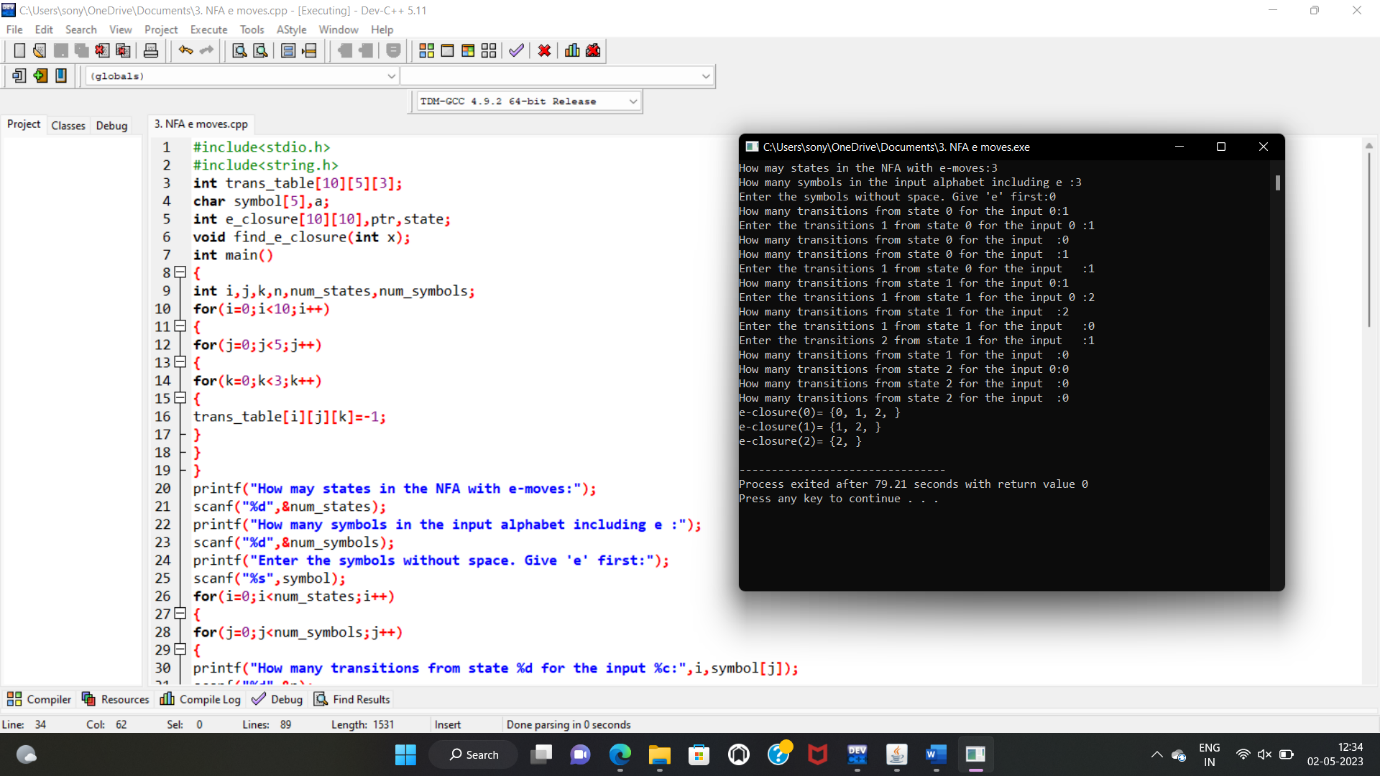 C:\Users\sony\OneDrive\Documents\3. NFA e moves.cpp - [Executing] - Dev-C++ 5.11
File Edit Search View Project Execute Tools AStyle Window Help
(globals)
TDM-GCC 4.9.2 64-bit Release
Project Classes Debug
3. NFA e moves.cpp
1 #include<stdio.h>
2 #include<string.h>
3 int trans_table[10][5][3];
4 char symbol[5],a;
5 int e_closure[10][10],ptr,state;
6 void find_e_closure(int x);
7 int main()
8 {
9 int i,j,k,n,num_states,num_symbols;
10 for(i=0;i<10;i++)
11 {
12 for(j=0;j<5;j++)
13 {
14 for(k=0;k<3;k++)
15 {
16 trans_table[i][j][k]=-1;
17 }
18 }
19 }
20 printf("How may states in the NFA with e-moves:");
21 scanf("%d",&num_states);
22 printf("How many symbols in the input alphabet including e :");
23 scanf("%d",&num_symbols);
24 printf("Enter the symbols without space. Give 'e' first:");
25 scanf("%s",symbol);
26 for(i=0;i<num_states;i++)
27 {
28 for(j=0;j<num_symbols;j++)
29 {
30 printf("How many transitions from state %d for the input %c:",i,symbol[j]);
C:\Users\sony\OneDrive\Documents\3. NFA e moves.exe
How may states in the NFA with e-moves:3
How many symbols in the input alphabet including e :3
Enter the symbols without space. Give 'e' first:0
How many transitions from state 0 for the input 0:1
Enter the transitions 1 from state 0 for the input 0 :1
How many transitions from state 0 for the input  :0
How many transitions from state 0 for the input  :1
Enter the transitions 1 from state 0 for the input   :1
How many transitions from state 1 for the input 0:1
Enter the transitions 1 from state 1 for the input 0 :2
How many transitions from state 1 for the input  :2
Enter the transitions 1 from state 1 for the input   :0
Enter the transitions 2 from state 1 for the input   :1
How many transitions from state 1 for the input  :0
How many transitions from state 2 for the input 0:0
How many transitions from state 2 for the input  :0
How many transitions from state 2 for the input  :0
e-closure(0)= {0, 1, 2, }
e-closure(1)= {1, 2, }
e-closure(2)= {2, }
--------------------------------
Process exited after 79.21 seconds with return value 0
Press any key to continue . . .
Compiler Resources Compile Log Debug Find Results
Line: 34 Col: 62 Sel: 0 Lines: 89 Length: 1531 Insert Done parsing in 0 seconds
Search
DEV
W
ENG
IN
12:34
02-05-2023